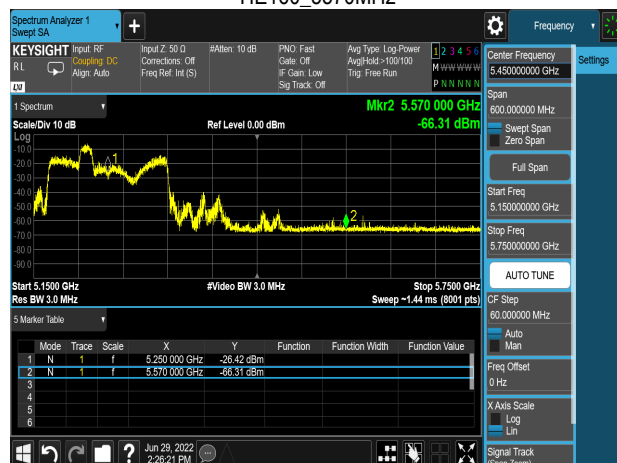 HE160_5570MHz
Spectrum Analyzer 1
Swept SA
+
Frequency
KEYSIGHT Input: RF Input Z: 50 Ω #Atten: 10 dB PNO: Fast Avg Type: Log-Power 1 2 3 4 5 6
RL Coupling: DC Corrections: Off Gate: Off Avg|Hold:>100/100 M W W W W W
Align: Auto Freq Ref: Int (S) IF Gain: Low Trig: Free Run
Sig Track: Off P N N N N N
LXI
1 Spectrum
Mkr2 5.570 000 GHz
Scale/Div 10 dB Ref Level 0.00 dBm -66.31 dBm
Log
-10.0
-20.0
-30.0
-40.0
-50.0
-60.0
-70.0
-80.0
-90.0
1
2
Start 5.1500 GHz #Video BW 3.0 MHz Stop 5.7500 GHz
Res BW 3.0 MHz Sweep ~1.44 ms (8001 pts)
5 Marker Table
Mode Trace Scale X Y Function Function Width Function Value
1 N 1 f 5.250 000 GHz -26.42 dBm
2 N 1 f 5.570 000 GHz -66.31 dBm
3
4
5
6
?
Jun 29, 2022
2:26:21 PM
Center Frequency
5.450000000 GHz
Settings
Span
600.000000 MHz
Swept Span
Zero Span
Full Span
Start Freq
5.150000000 GHz
Stop Freq
5.750000000 GHz
AUTO TUNE
CF Step
60.000000 MHz
Auto
Man
Freq Offset
0 Hz
X Axis Scale
Log
Lin
Signal Track
(Span Zoom)